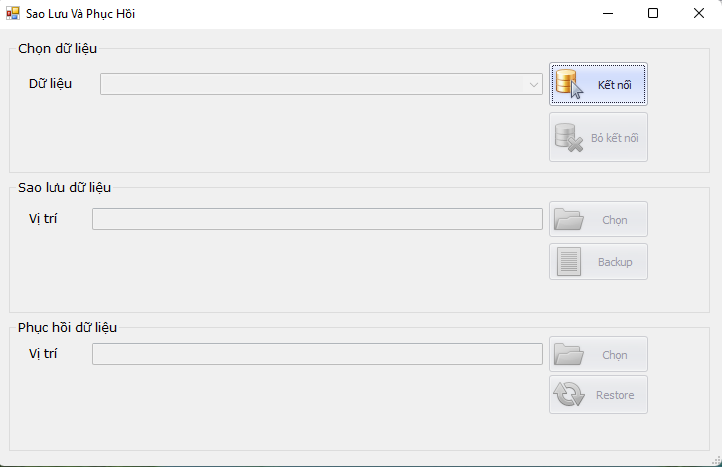 Sao Lưu Và Phục Hồi
Chọn dữ liệu
Dữ liệu
Kết nối
Bỏ kết nối
Sao lưu dữ liệu
Vị trí
Chọn
Backup
Phục hồi dữ liệu
Vị trí
Chọn
Restore